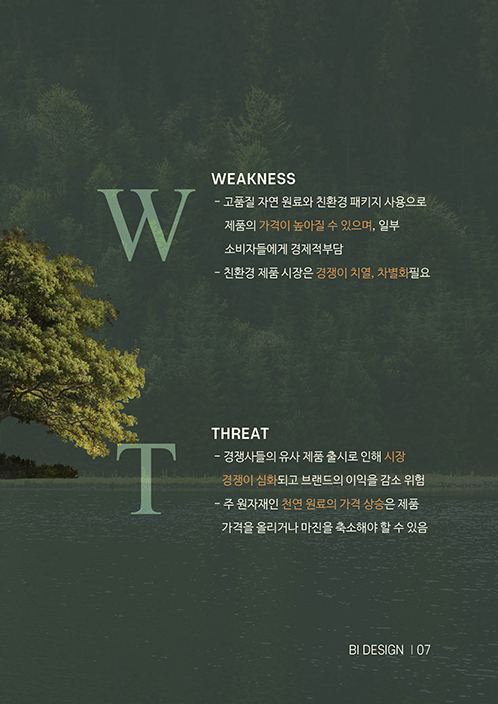 W
WEAKNESS
- 고품질 자연 원료와 친환경 패키지 사용으로
제품의 가격이 높아질 수 있으며, 일부
소비자들에게 경제적부담
- 친환경 제품 시장은 경쟁이 치열, 차별화필요
T
THREAT
- 경쟁사들의 유사 제품 출시로 인해 시장
경쟁이 심화되고 브랜드의 이익을 감소 위험
- 주 원자재인 천연 원료의 가격 상승은 제품
가격을 올리거나 마진을 축소해야 할 수 있음
BI DESIGN | 07